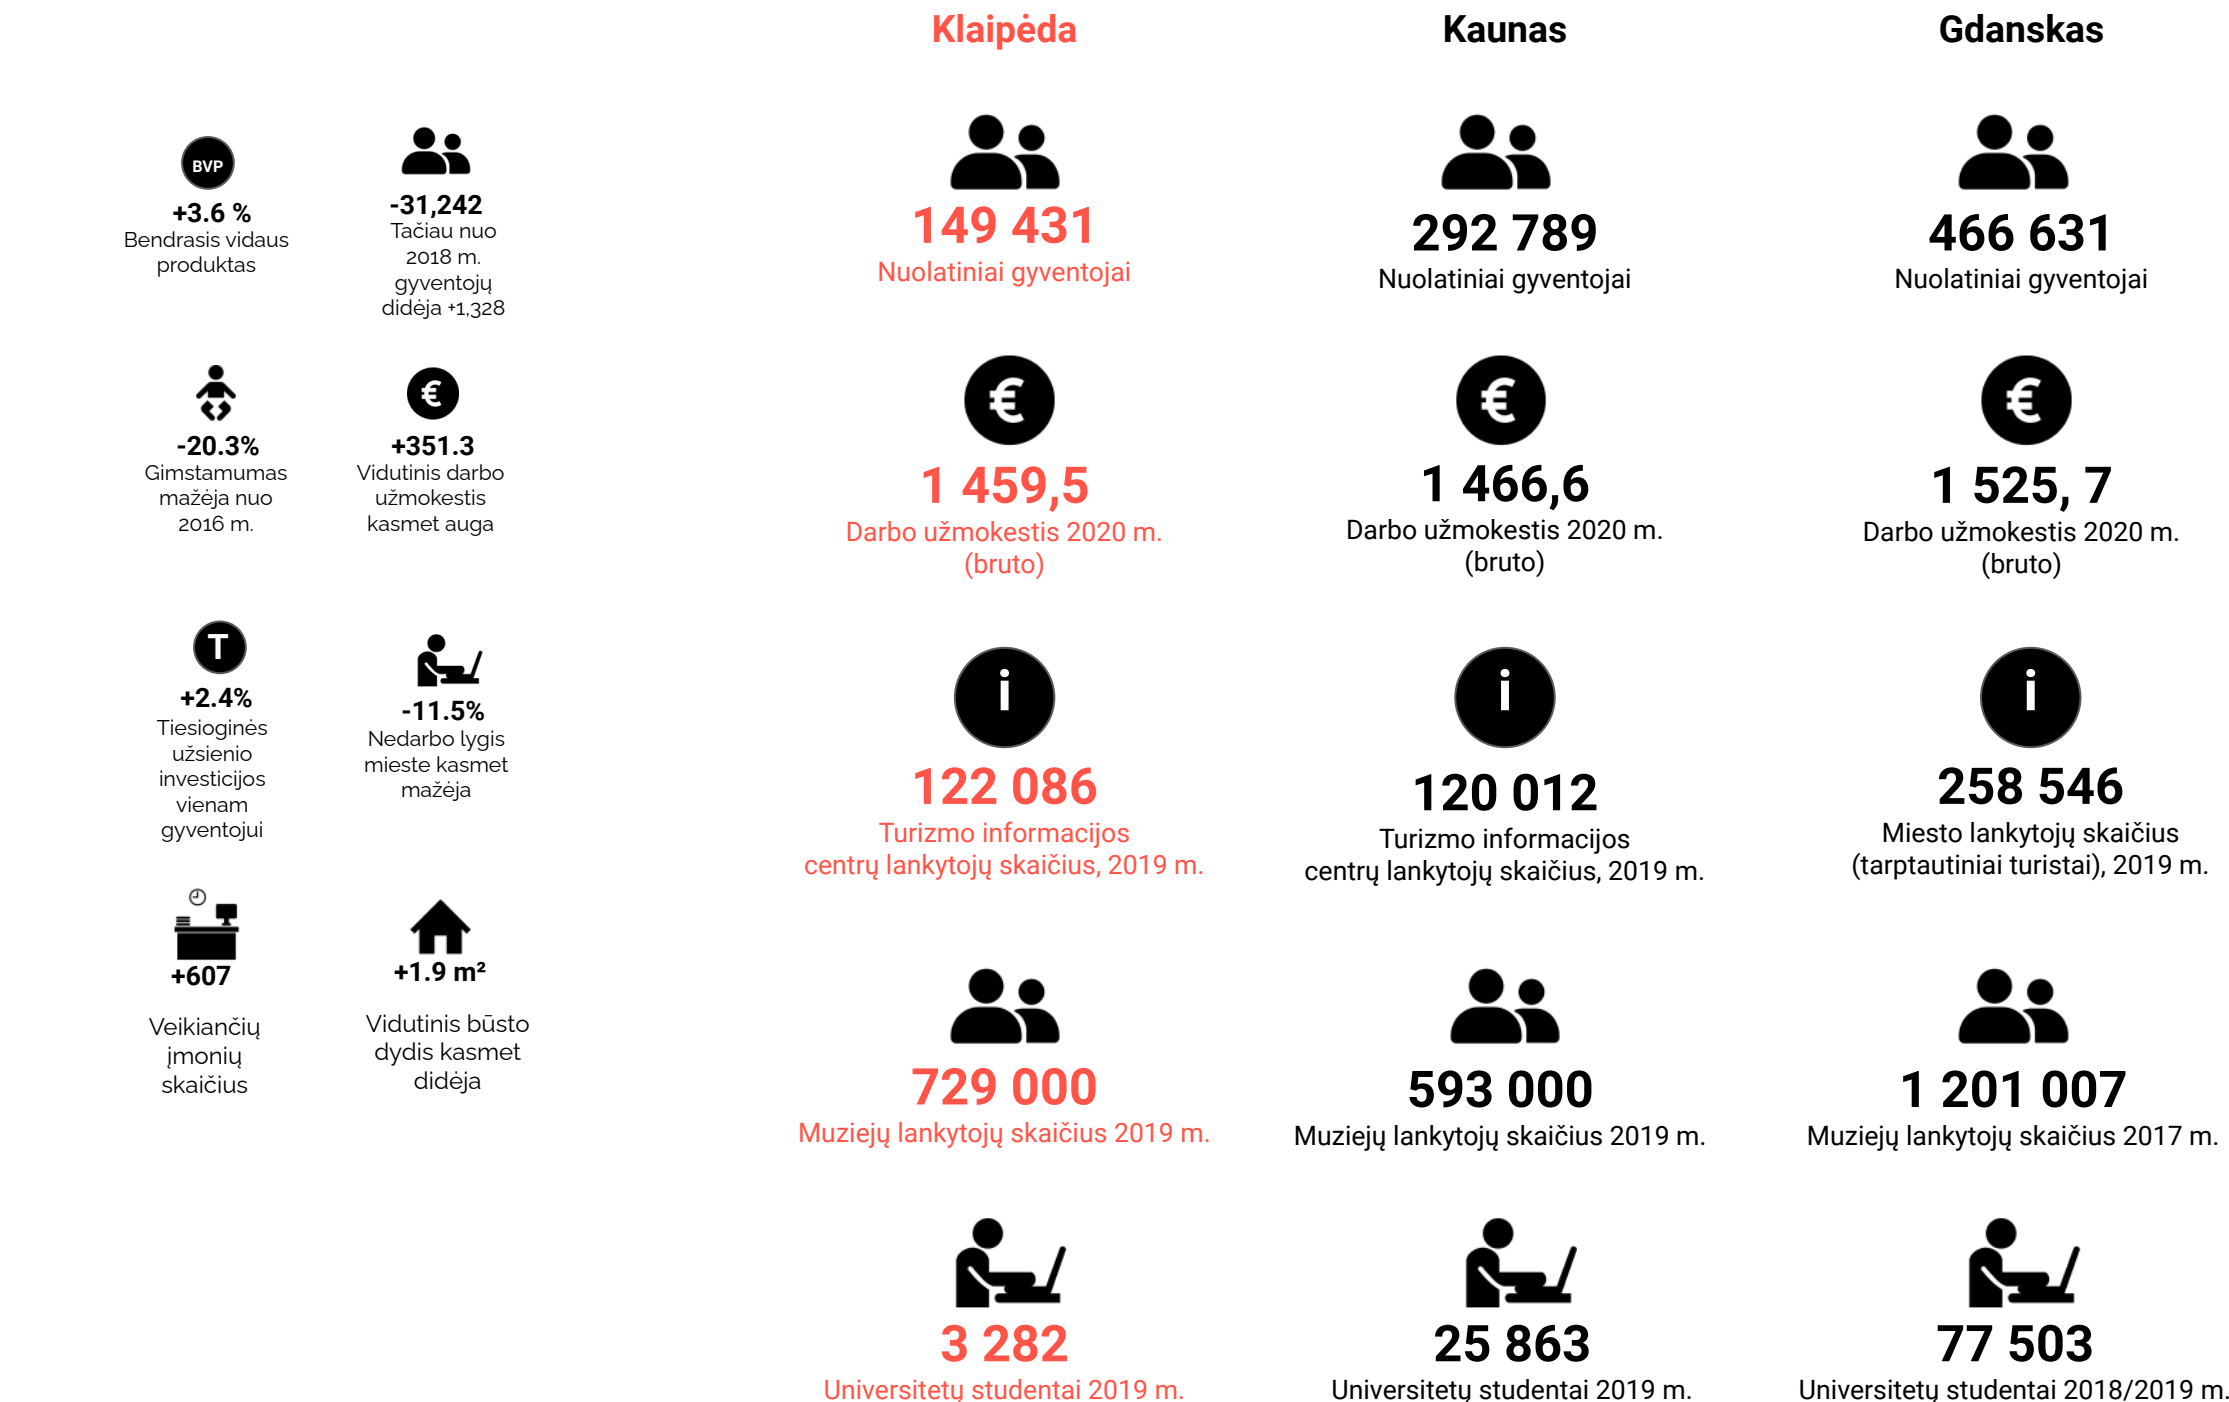 Klaipėda
Kaunas
Gdanskas
BVP
+3.6 %
Bendrasis vidaus
produktas
-31,242
Tačiau nuo
2018 m.
gyventojų
didėja +1,328
-20.3%
Gimstamumas
mažėja nuo
2016 m.
€
+351.3
Vidutinis darbo
užmokestis
kasmet auga
T
+2.4%
Tiesioginės
užsienio
investicijos
vienam
gyventojui
-11.5%
Nedarbo lygis
mieste kasmet
mažėja
+607
Veikiančių
įmonių
skaičius
+1.9 m²
Vidutinis būsto
dydis kasmet
didėja
149 431
Nuolatiniai gyventojai
292 789
Nuolatiniai gyventojai
466 631
Nuolatiniai gyventojai
€
1 459,5
Darbo užmokestis 2020 m.
(bruto)
€
1 466,6
Darbo užmokestis 2020 m.
(bruto)
€
1 525, 7
Darbo užmokestis 2020 m.
(bruto)
i
122 086
Turizmo informacijos
centrų lankytojų skaičius, 2019 m.
i
120 012
Turizmo informacijos
centrų lankytojų skaičius, 2019 m.
i
258 546
Miesto lankytojų skaičius
(tarptautiniai turistai), 2019 m.
729 000
Muziejų lankytojų skaičius 2019 m.
593 000
Muziejų lankytojų skaičius 2019 m.
1 201 007
Muziejų lankytojų skaičius 2017 m.
3 282
Universitetų studentai 2019 m.
25 863
Universitetų studentai 2019 m.
77 503
Universitetų studentai 2018/2019 m.